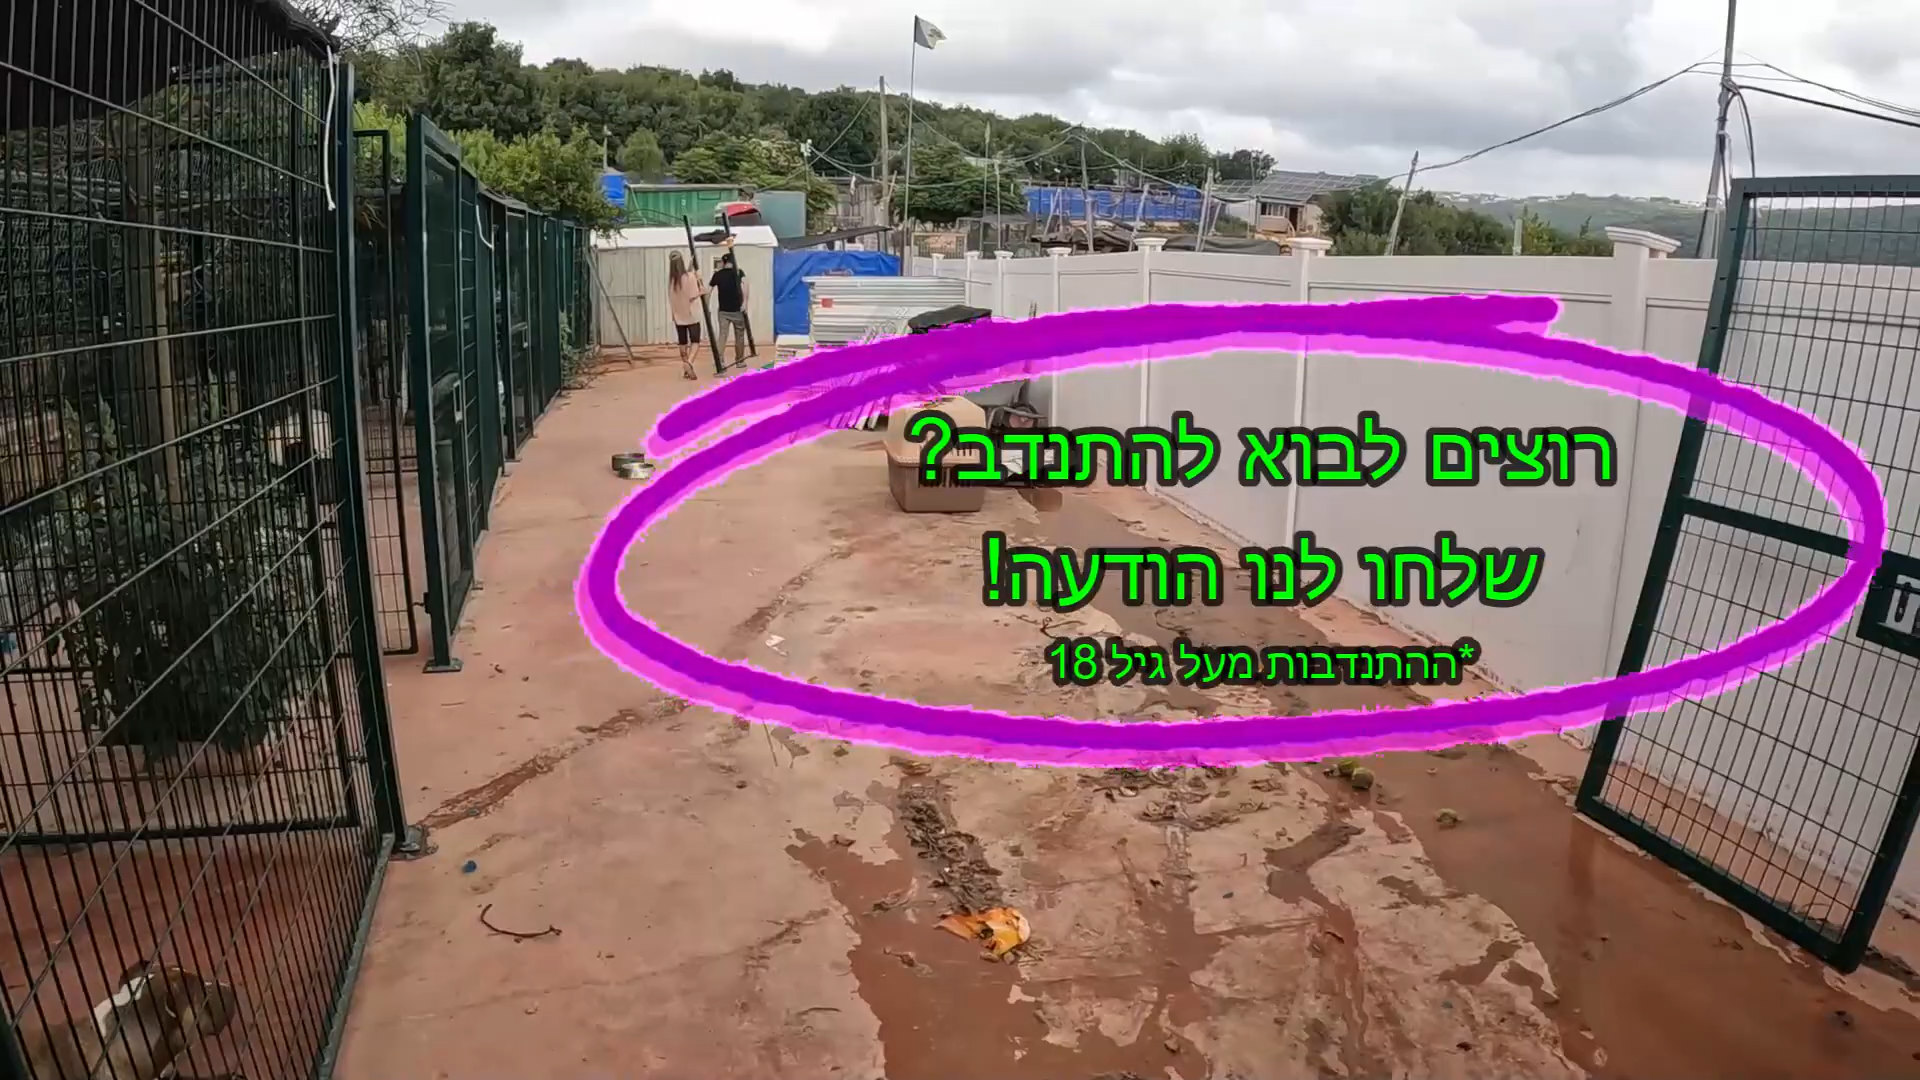 רוצים לבוא להתנדב?
שלחו לנו הודעה!
*ההתנדבות מעל גיל 18